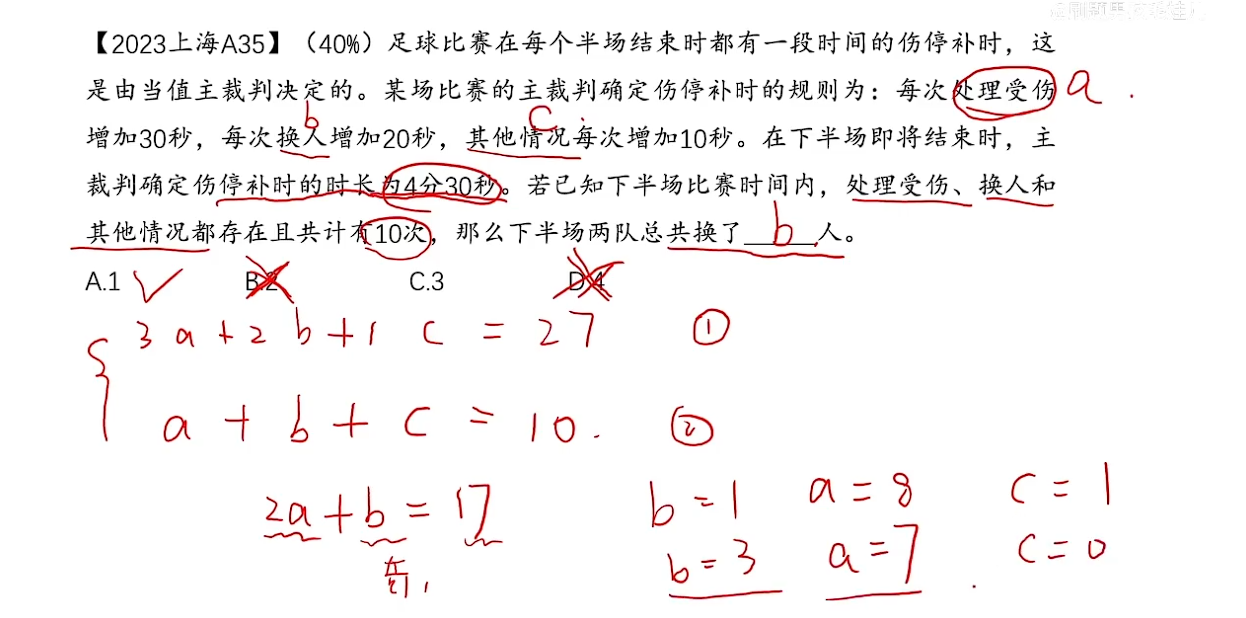 【2023上海A35】（40%）足球比赛在每个半场结束时都有一段时间的伤停补时，这
是由当值主裁判决定的。某场比赛的主裁判确定伤停补时的规则为：每次处理受伤 a
b c
增加30秒，每次换人增加20秒，其他情况每次增加10秒。在下半场即将结束时，主
裁判确定伤停补时的时长为4分30秒。若已知下半场比赛时间内，处理受伤、换人和
其他情况都存在且共计有10次，那么下半场两队总共换了 b 人。
A.1 B.2 C.3 D.4
3a+2b+1c=27 ①
a+b+c=10. ②
2a+b=17 b=1 a=8 c=1
奇 b=3 a=7 c=0